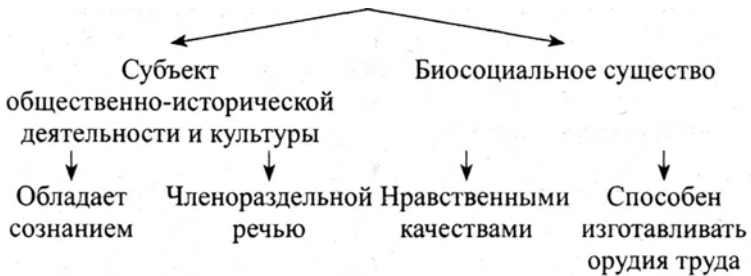 Субъект
общественно-исторической
деятельности и культуры
Биосоциальное существо
Обладает
сознанием
Членораздельной
речью
Нравственными
качествами
Способен
изготавливать
орудия труда